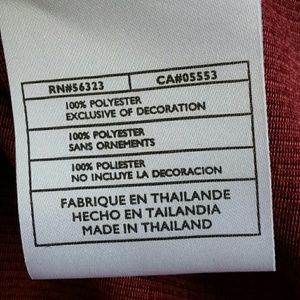 RN#56323 CA#05553
100% POLYESTER
EXCLUSIVE OF DECORATION
100% POLYESTER
SANS ORNEMENTS
100% POLIESTER
NO INCLUYE LA DECORACION
FABRIQUE EN THAILANDE
HECHO EN TAILANDIA
MADE IN THAILAND